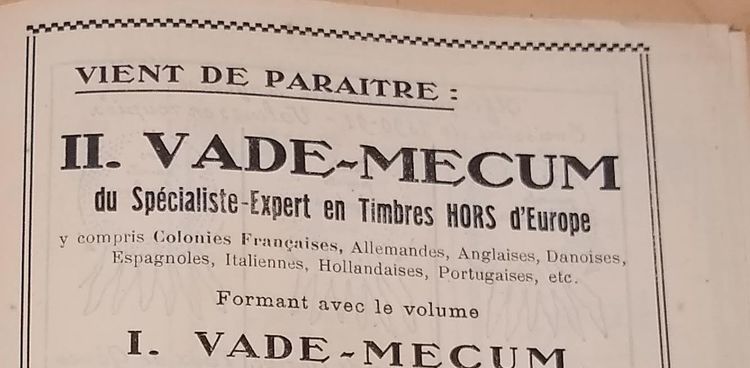 VIENT DE PARAITRE :
II. VADE-MECUM
du Spécialiste-Expert en Timbres HORS d'Europe
y compris Colonies Françaises, Allemandes, Anglaises, Danoises,
Espagnoles, Italiennes, Hollandaises, Portugaises, etc.
Formant avec le volume
I. VADE-MECUM